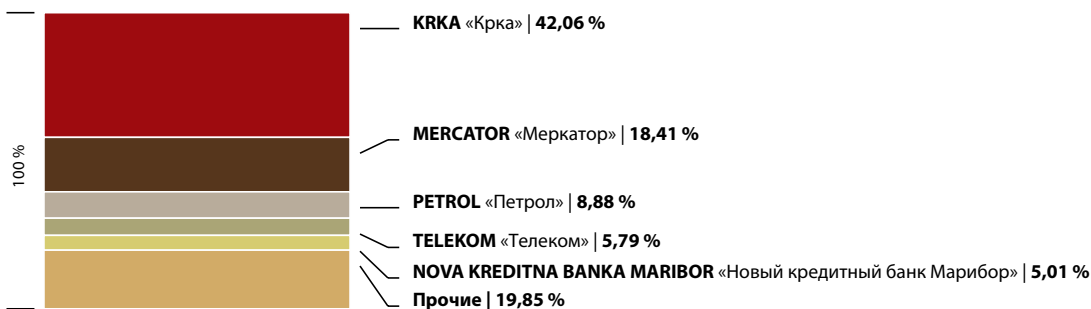 100 %
KRKA «Крка» | 42,06 %
MERCATOR «Меркатор» | 18,41 %
PETROL «Петрол» | 8,88 %
TELEKOM «Телеком» | 5,79 %
NOVA KREDITNA BANKA MARIBOR «Новый кредитный банк Марибор» | 5,01 %
Прочие | 19,85 %